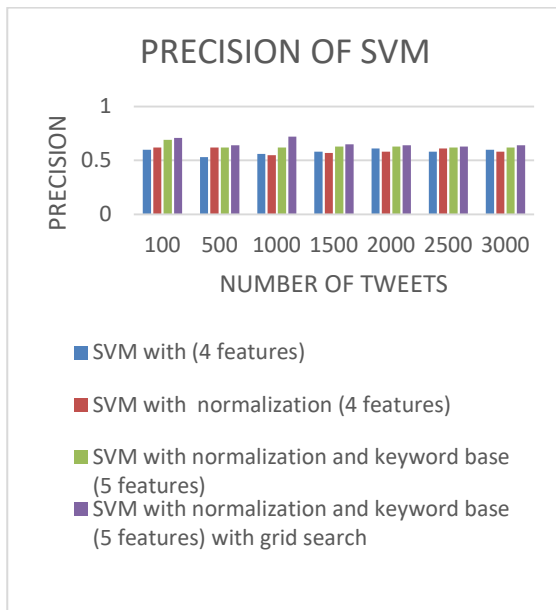 PRECISION OF SVM
PRECISION
1
0.5
0
100 500 1000 1500 2000 2500 3000
NUMBER OF TWEETS
SVM with (4 features)
SVM with normalization (4 features)
SVM with normalization and keyword base
(5 features)
SVM with normalization and keyword base
(5 features) with grid search